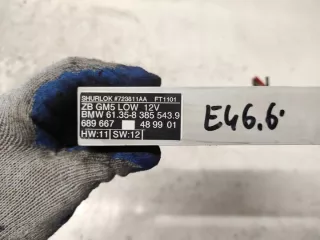 SHURLOK #723811AA FT1101
ZB GM5 LOW 12V
BMW 61.35-8 385 543.9
689 667 48 99 01
HW:11 SW:12
E46.6.